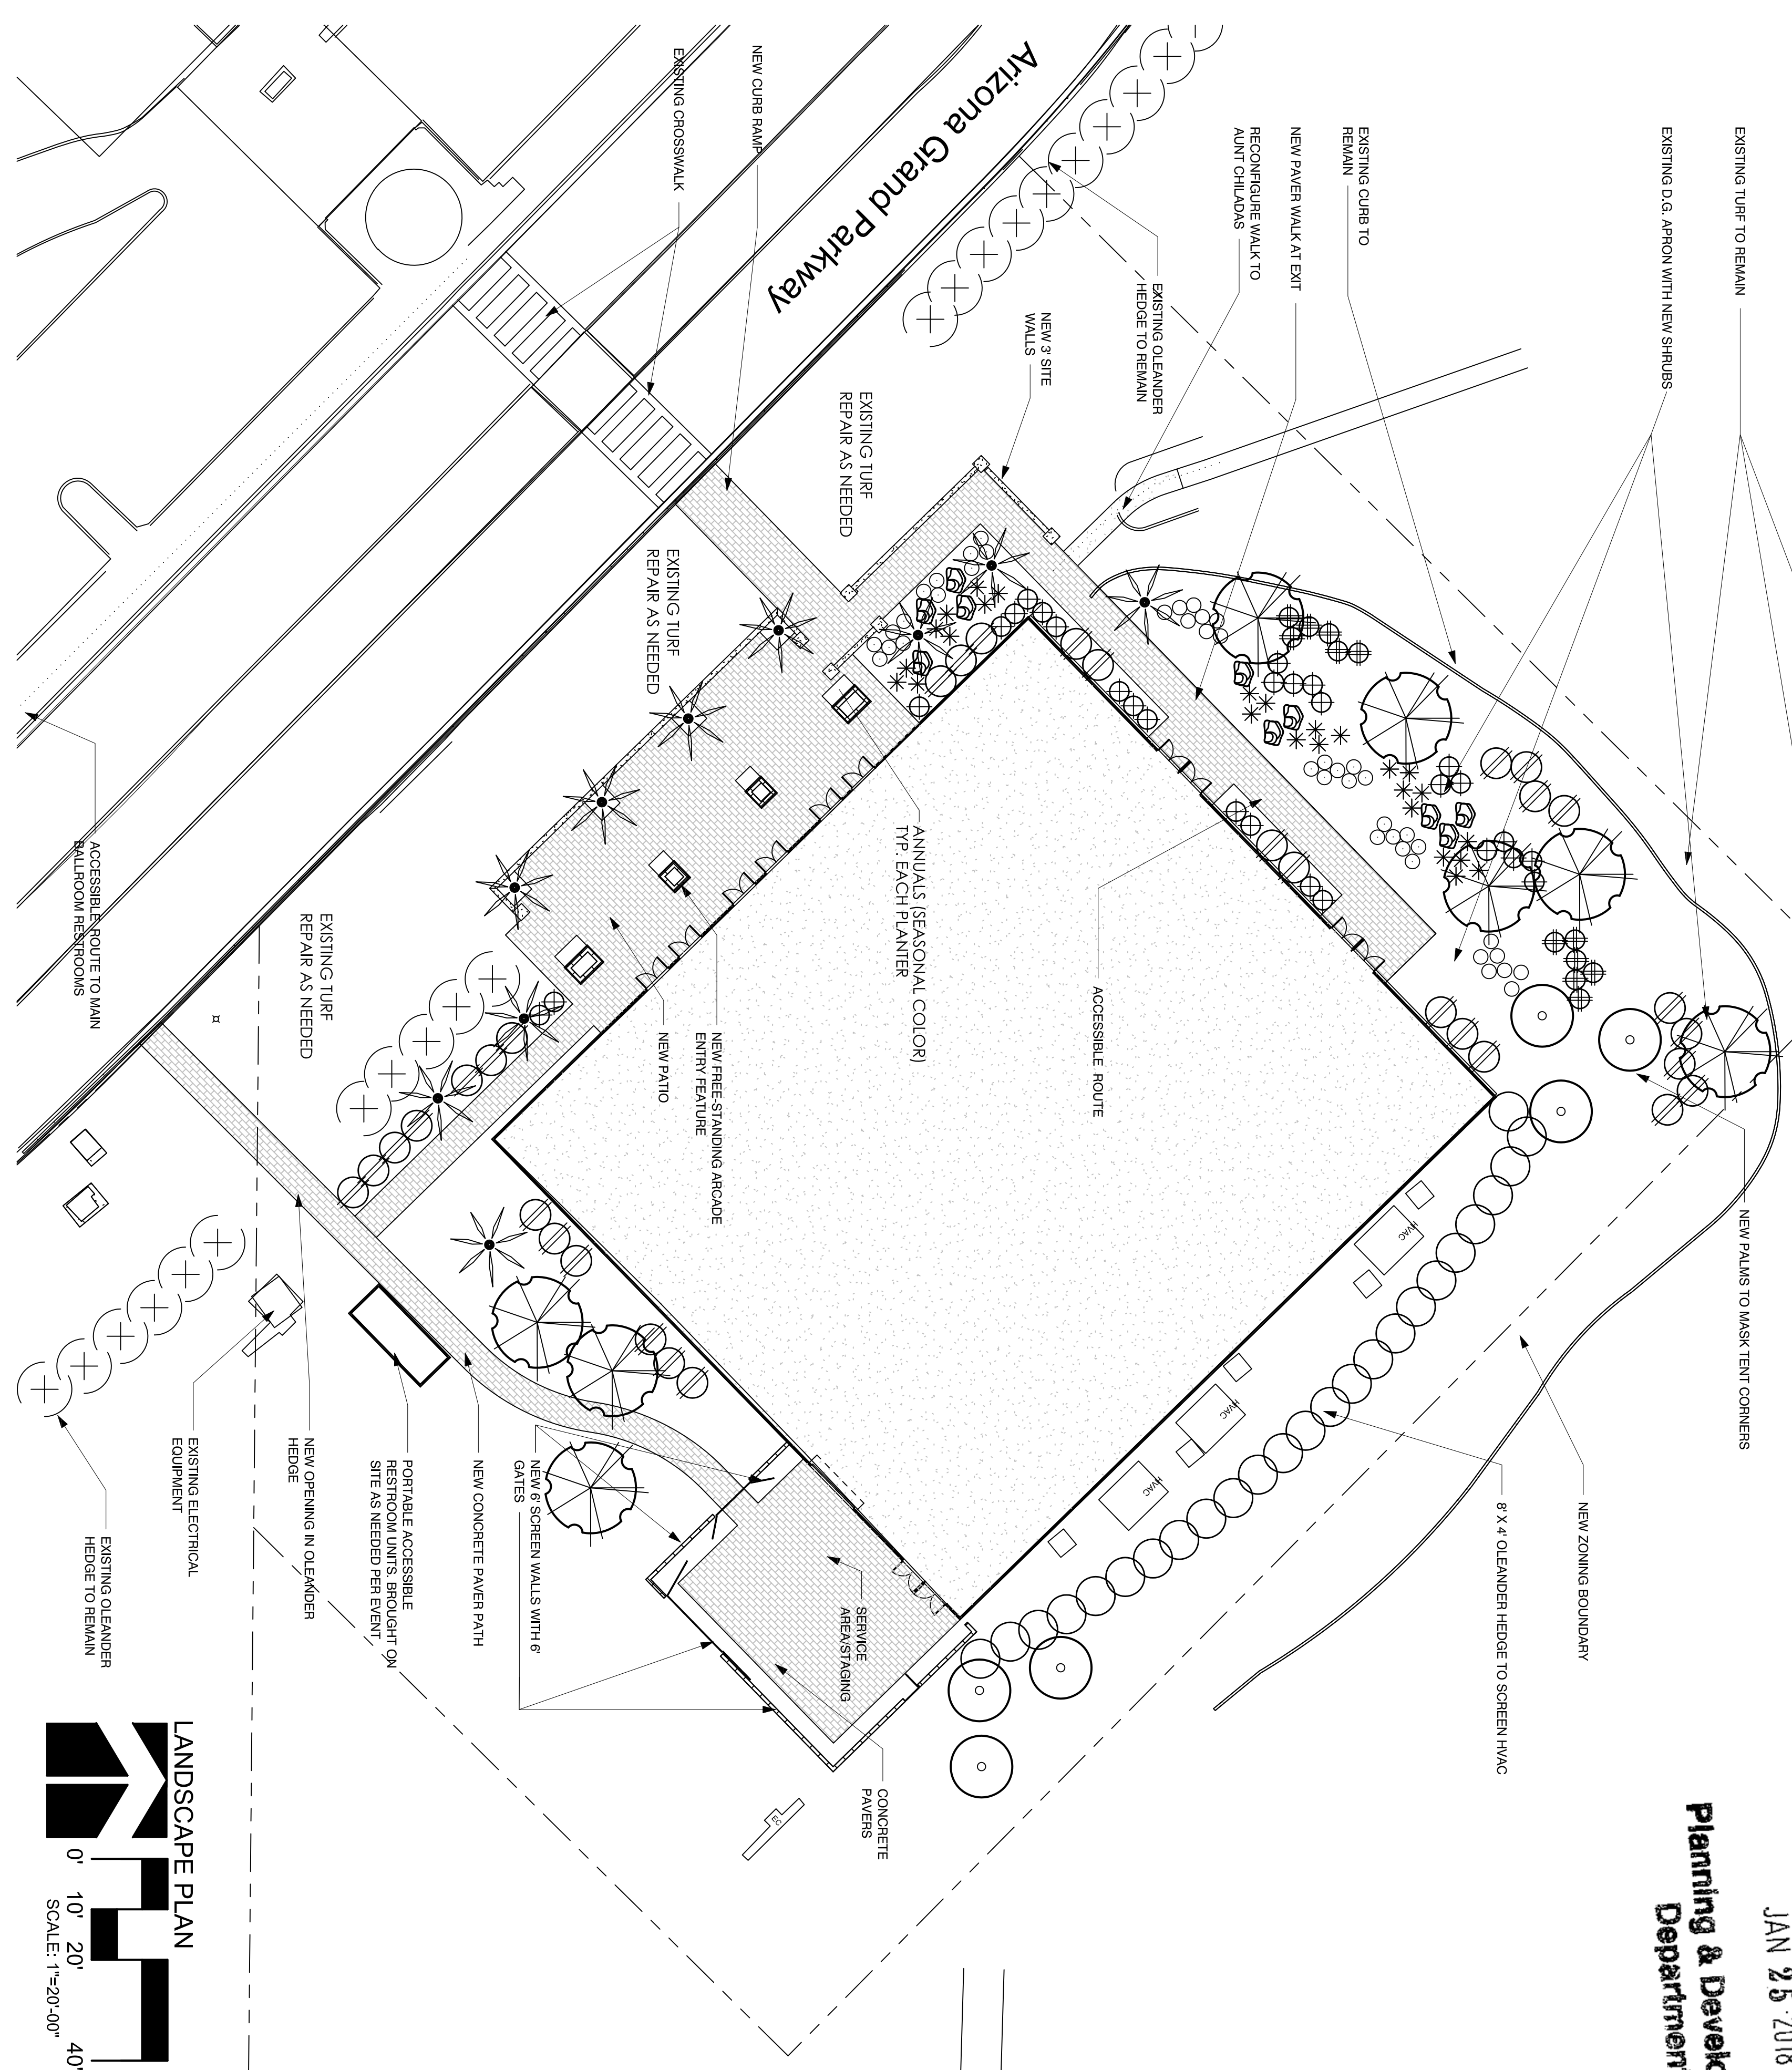 EXISTING TURF TO REMAIN
EXISTING D.G. APRON WITH NEW SHRUBS
EXISTING CURB TO
REMAIN
NEW PAVER WALK AT EXIT
RECONFIGURE WALK TO
AUNT CHILADAS
EXISTING OLEANDER
HEDGE TO REMAIN
NEW 3' SITE
WALLS
Arizona Grand Parkway
NEW CURB RAMP
EXISTING CROSSWALK
EXISTING TURF
REPAIR AS NEEDED
EXISTING TURF
REPAIR AS NEEDED
EXISTING TURF
REPAIR AS NEEDED
ACCESSIBLE ROUTE TO MAIN
BALLROOM RESTROOMS
ANNUALS (SEASONAL COLOR)
TYP. EACH PLANTER
ACCESSIBLE ROUTE
NEW FREE-STANDING ARCADE
ENTRY FEATURE
NEW PATIO
NEW PALMS TO MASK TENT CORNERS
HVAC
HVAC
HVAC
NEW ZONING BOUNDARY
8' X 4' OLEANDER HEDGE TO SCREEN HVAC
SERVICE
AREA/STAGING
CONCRETE
PAVERS
NEW 6' SCREEN WALLS WITH 6'
GATES
NEW CONCRETE PAVER PATH
PORTABLE ACCESSIBLE
RESTROOM UNITS. BROUGHT ON
SITE AS NEEDED PER EVENT
NEW OPENING IN OLEANDER
HEDGE
EXISTING ELECTRICAL
EQUIPMENT
EXISTING OLEANDER
HEDGE TO REMAIN
EC
LANDSCAPE PLAN
0' 10' 20' 40'
SCALE: 1"=20'-00"
JAN 25 2018
Planning &